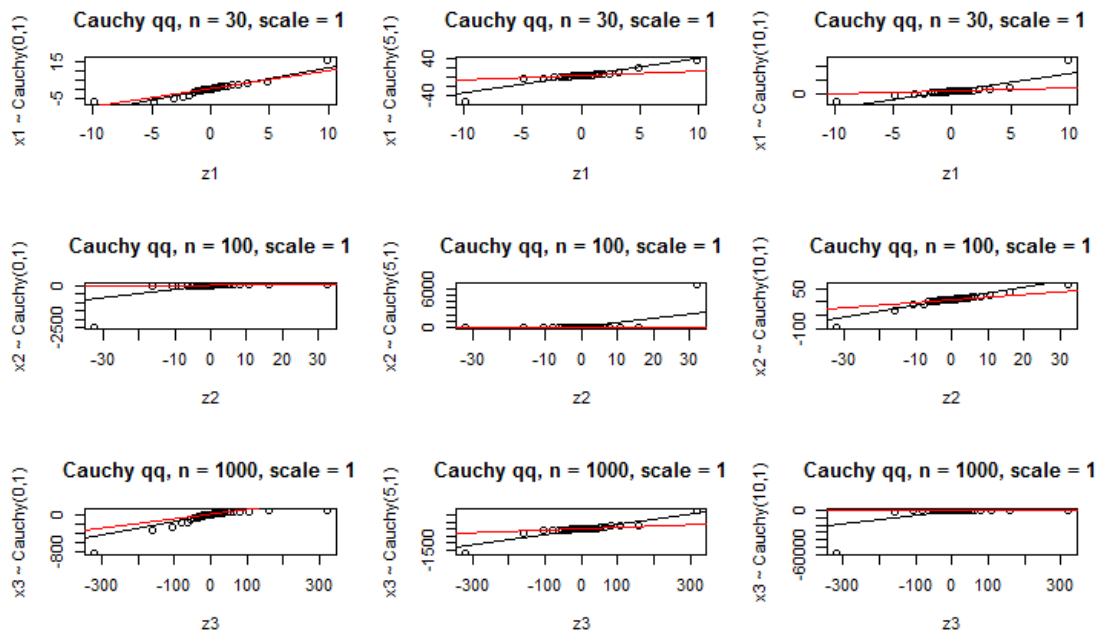 Cauchy qq, n = 30, scale = 1
x1 ~ Cauchy(0,1)
15
-5
-10 -5 0 5 10
z1
Cauchy qq, n = 30, scale = 1
x1 ~ Cauchy(5,1)
40
-40
-10 -5 0 5 10
z1
Cauchy qq, n = 30, scale = 1
x1 ~ Cauchy(10,1)
0
-10 -5 0 5 10
z1
Cauchy qq, n = 100, scale = 1
x2 ~ Cauchy(0,1)
0
-2500
-30 -10 0 10 20 30
z2
Cauchy qq, n = 100, scale = 1
x2 ~ Cauchy(5,1)
6000
0
-30 -10 0 10 20 30
z2
Cauchy qq, n = 100, scale = 1
x2 ~ Cauchy(10,1)
50
-100
-30 -10 0 10 20 30
z2
Cauchy qq, n = 1000, scale = 1
x3 ~ Cauchy(0,1)
0
-800
-300 -100 0 100 300
z3
Cauchy qq, n = 1000, scale = 1
x3 ~ Cauchy(5,1)
-1500
-300 -100 0 100 300
z3
Cauchy qq, n = 1000, scale = 1
x3 ~ Cauchy(10,1)
0
-60000
-300 -100 0 100 300
z3